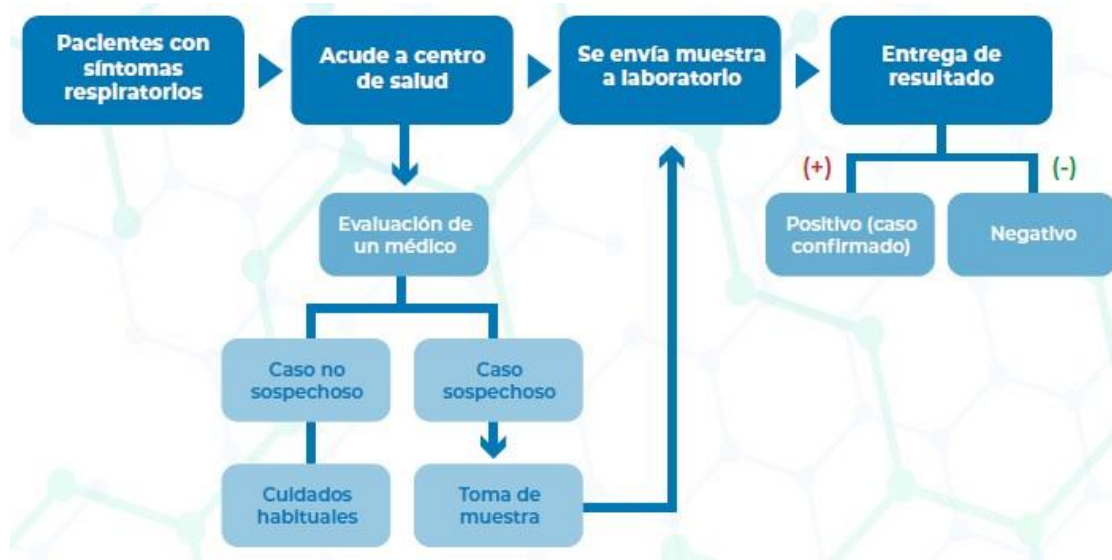 Pacientes con
síntomas
respiratorios
Acude a centro
de salud
Se envía muestra
a laboratorio
Entrega de
resultado
(+)
(-)
Evaluación de
un médico
Positivo (caso
confirmado)
Negativo
Caso no
sospechoso
Caso
sospechoso
Cuidados
habituales
Toma de
muestra